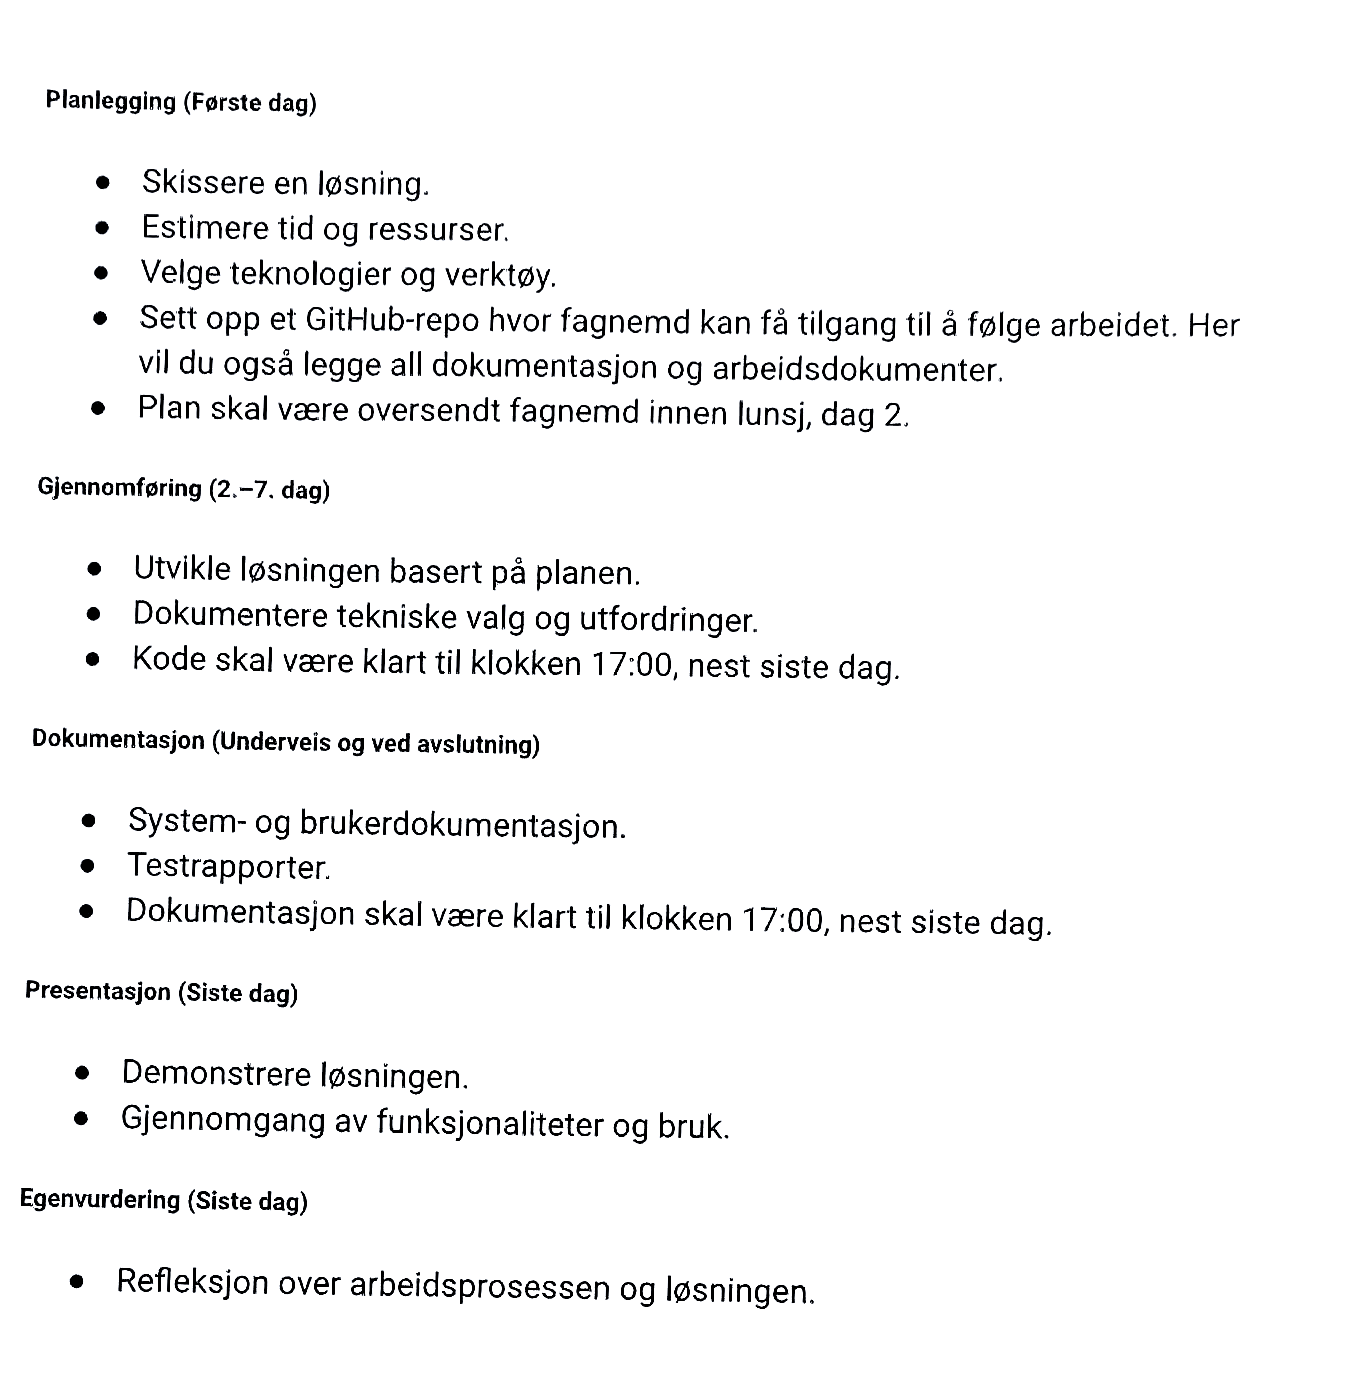 Planlegging (Første dag)
● Skissere en løsning.
● Estimere tid og ressurser.
● Velge teknologier og verktøy.
● Sett opp et GitHub-repo hvor fagnemd kan få tilgang til å følge arbeidet. Her
vil du også legge all dokumentasjon og arbeidsdokumenter.
● Plan skal være oversendt fagnemd innen lunsj, dag 2.
Gjennomføring (2.–7. dag)
● Utvikle løsningen basert på planen.
● Dokumentere tekniske valg og utfordringer.
● Kode skal være klart til klokken 17:00, nest siste dag.
Dokumentasjon (Underveis og ved avslutning)
● System- og brukerdokumentasjon.
● Testrapporter.
● Dokumentasjon skal være klart til klokken 17:00, nest siste dag.
Presentasjon (Siste dag)
● Demonstrere løsningen.
● Gjennomgang av funksjonaliteter og bruk.
Egenvurdering (Siste dag)
● Refleksjon over arbeidsprosessen og løsningen.